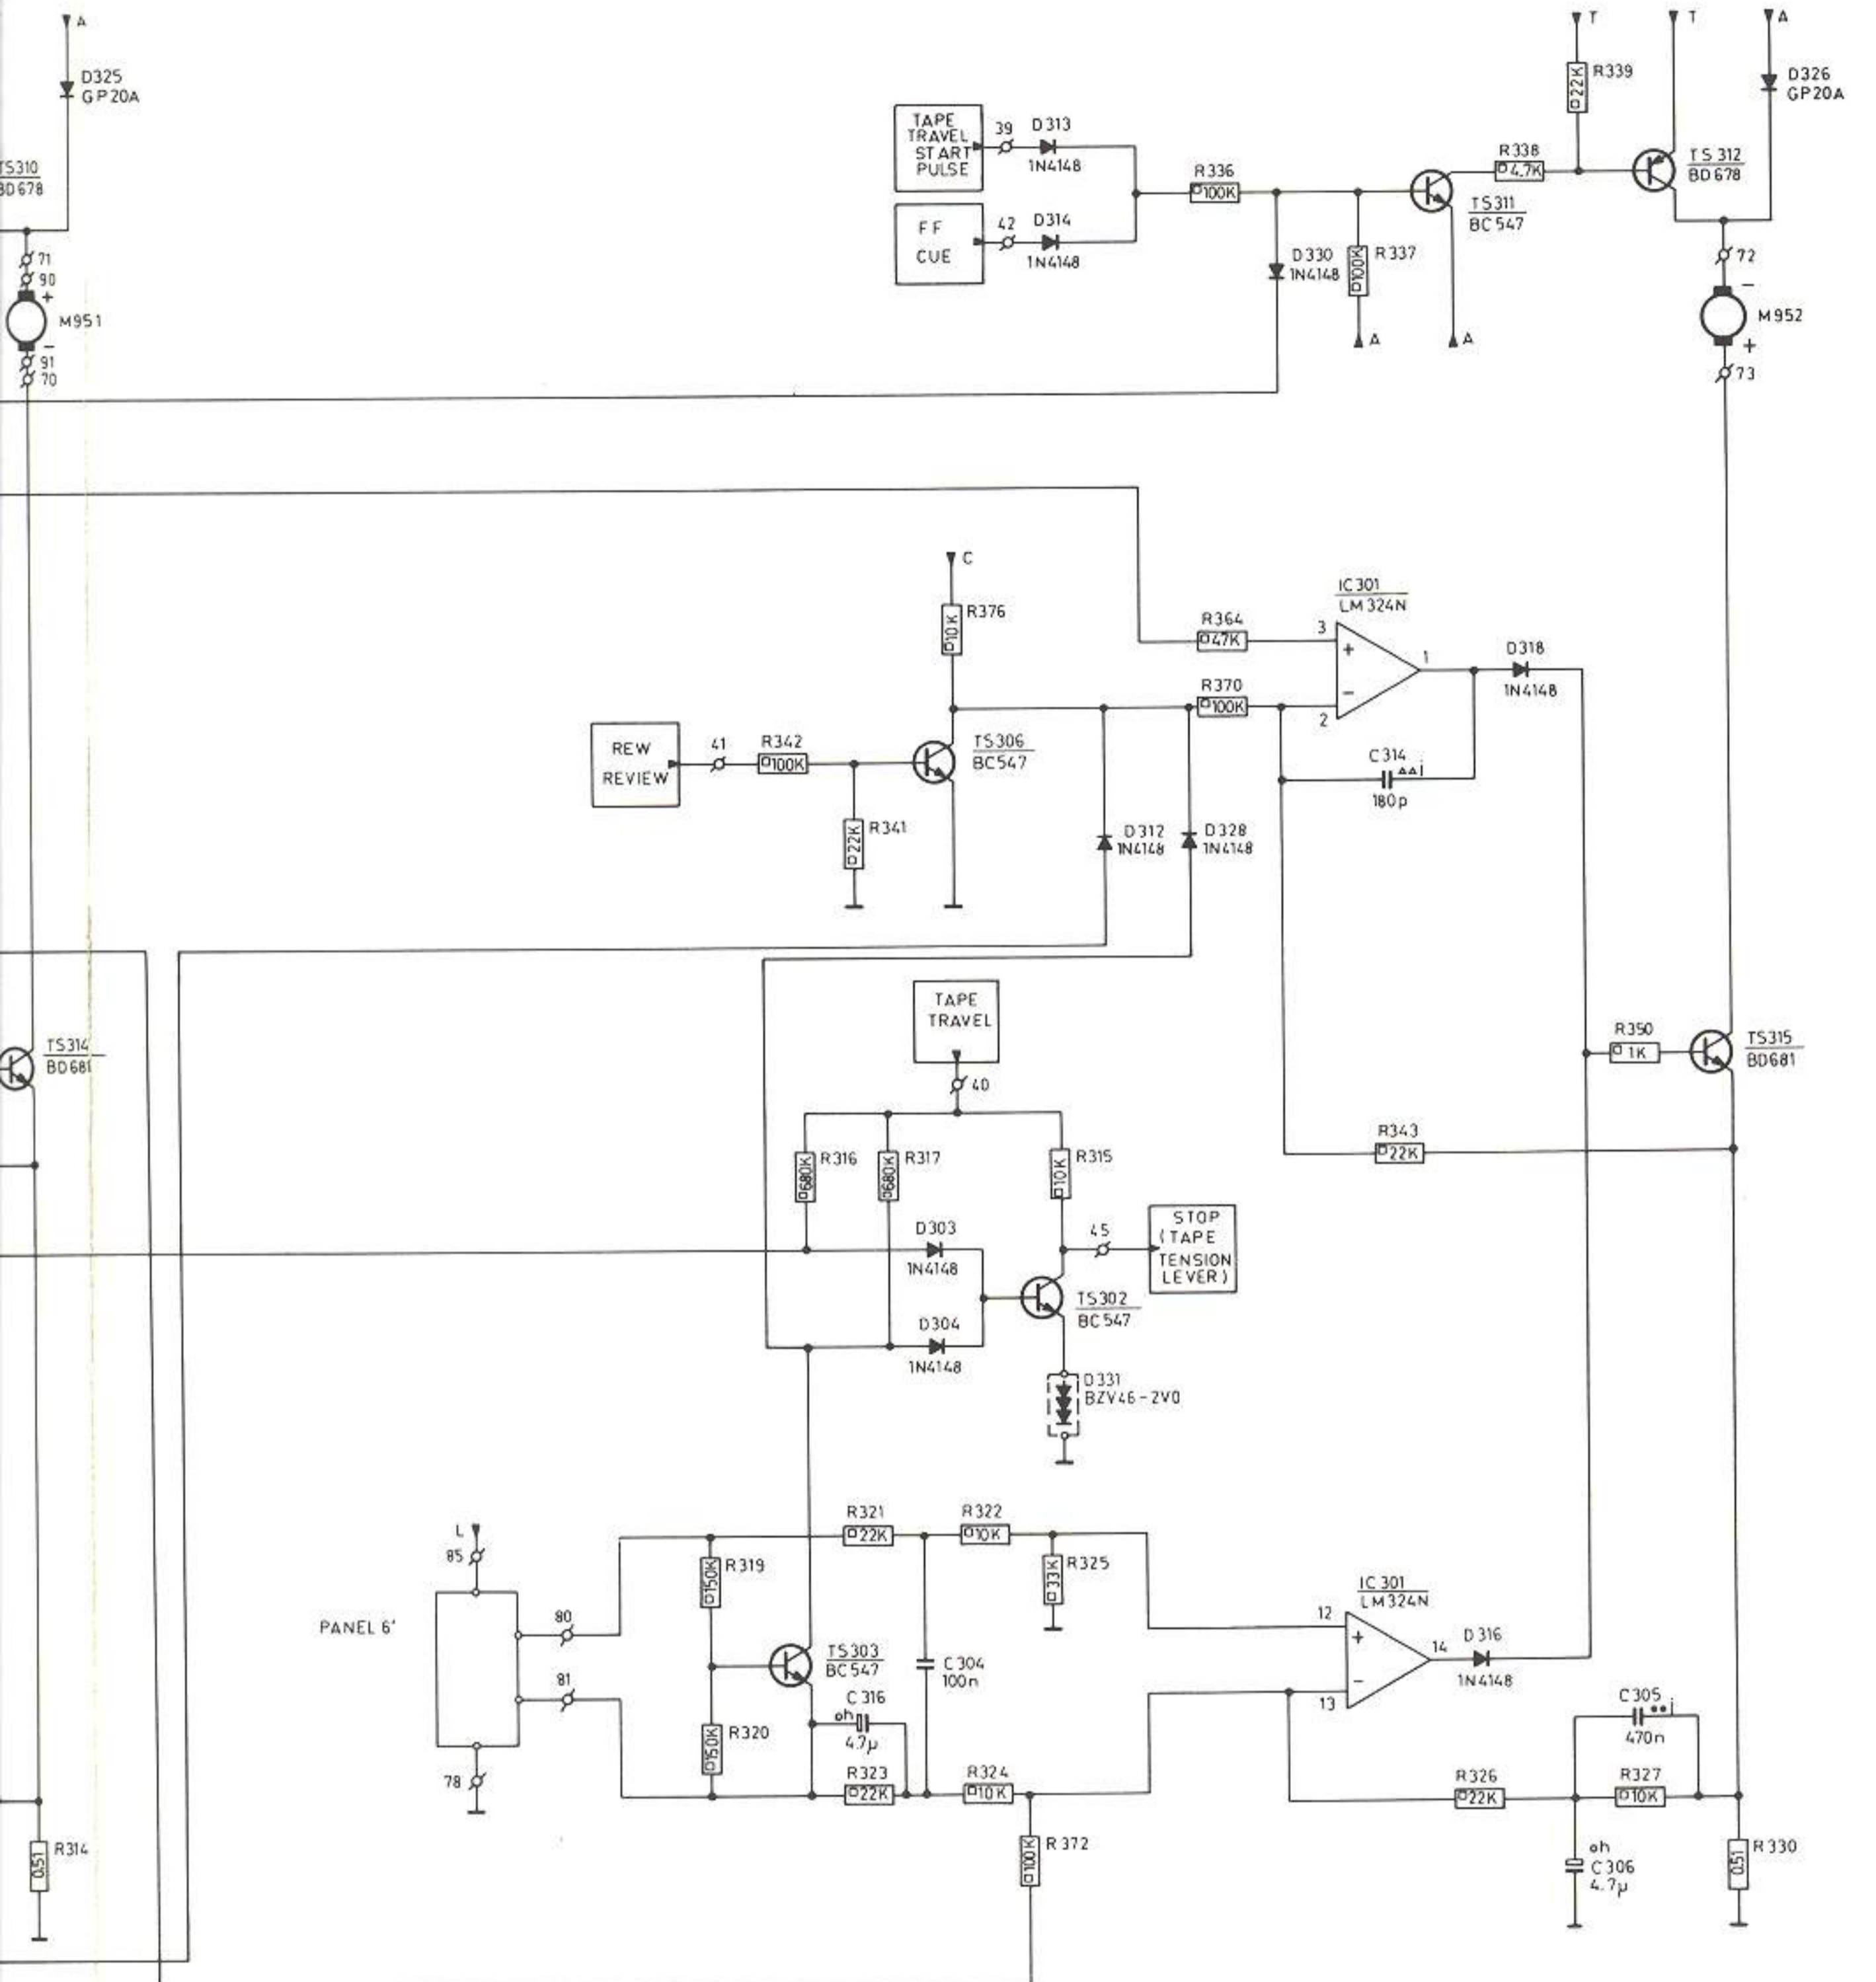 A
D325
GP20A
TS310
BD678
71
90
+
M951
−
91
70
TAPE
TRAVEL
START
PULSE
39
D313
1N4148
FF
CUE
42
D314
1N4148
R336
100K
D330
1N4148
100K
R337
A
TS311
BC547
A
R338
4.7K
T
22K
R339
T
TS312
BD678
A
D326
GP20A
72
−
M952
+
73
C
10K
R376
REW
REVIEW
41
R342
100K
22K
R341
TS306
BC547
D312
1N4148
D328
1N4148
R364
47K
R370
100K
IC301
LM324N
3
+
−
2
1
D318
1N4148
C314
180p
TS314
BD681
TAPE
TRAVEL
40
680K
R316
680K
R317
10K
R315
D303
1N4148
D304
1N4148
45
STOP
(TAPE
TENSION
LEVER)
TS302
BC547
D331
BZV46-2V0
R343
22K
R350
1K
TS315
BD681
L
85
PANEL 6'
80
81
78
150K
R319
150K
R320
TS303
BC547
C316
4.7µ
R321
22K
R322
10K
33K
R325
C304
100n
R323
22K
R324
10K
100K
R372
IC301
LM324N
12
+
−
13
14
D316
1N4148
C305
470n
R326
22K
R327
10K
C306
4.7µ
0.51
R330
0.51
R314